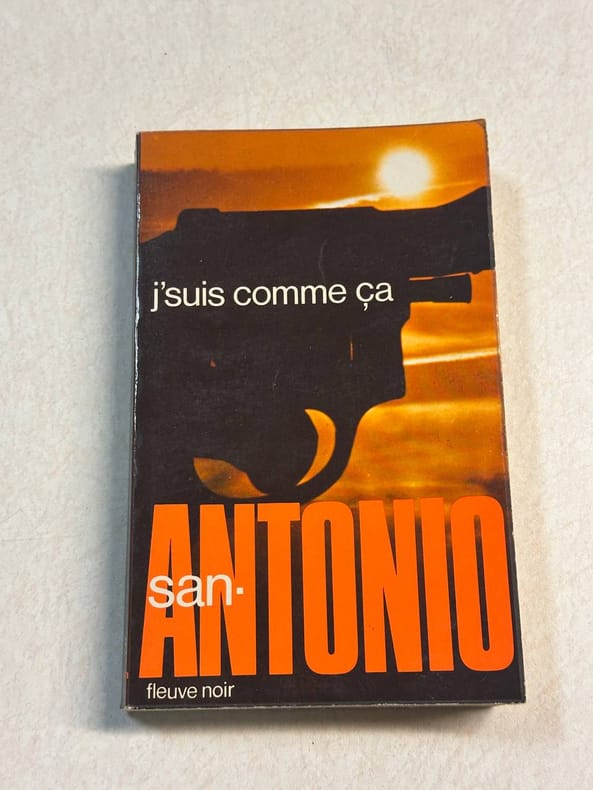 j'suis comme ça
san-
ANTONIO
fleuve noir